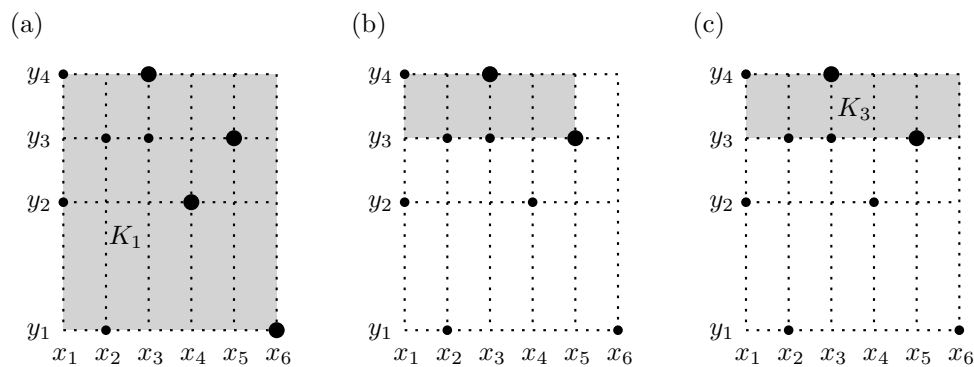 (a) (b) (c)
y4 y4 y4
K3
y3 y3 y3
y2 y2 y2
K1
y1 y1 y1
x1 x2 x3 x4 x5 x6 x1 x2 x3 x4 x5 x6 x1 x2 x3 x4 x5 x6